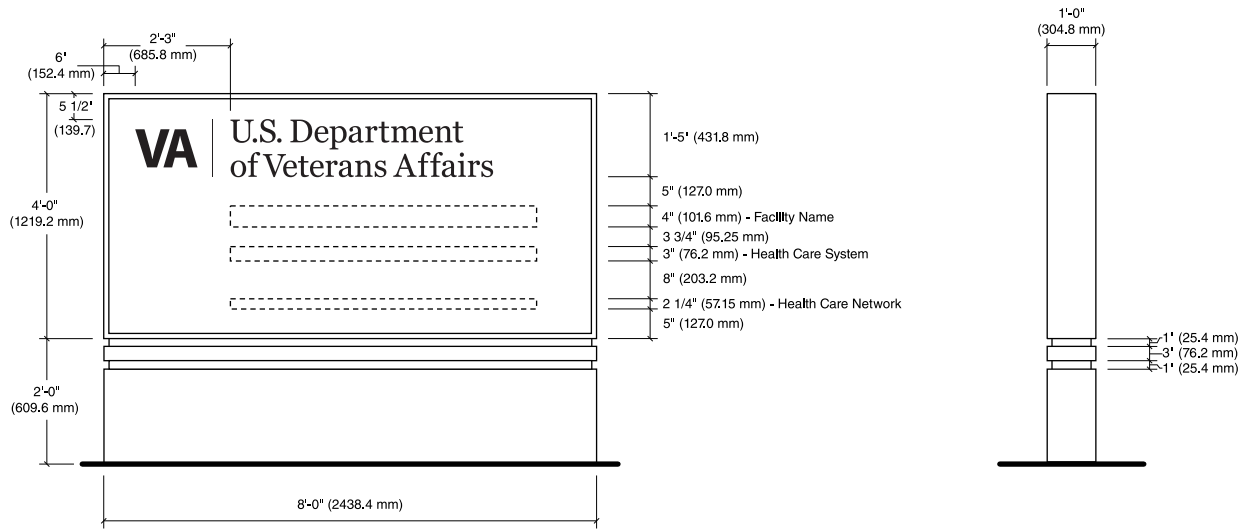 2'-3"
(685.8 mm)
6"
(152.4 mm)
5 1/2"
(139.7)
4'-0"
(1219.2 mm)
2'-0"
(609.6 mm)
VA
U.S. Department
of Veterans Affairs
1'-5" (431.8 mm)
5" (127.0 mm)
4" (101.6 mm) - Facility Name
3 3/4" (95.25 mm)
3" (76.2 mm) - Health Care System
8" (203.2 mm)
2 1/4" (57.15 mm) - Health Care Network
5" (127.0 mm)
8'-0" (2438.4 mm)
1'-0"
(304.8 mm)
1" (25.4 mm)
3" (76.2 mm)
1" (25.4 mm)